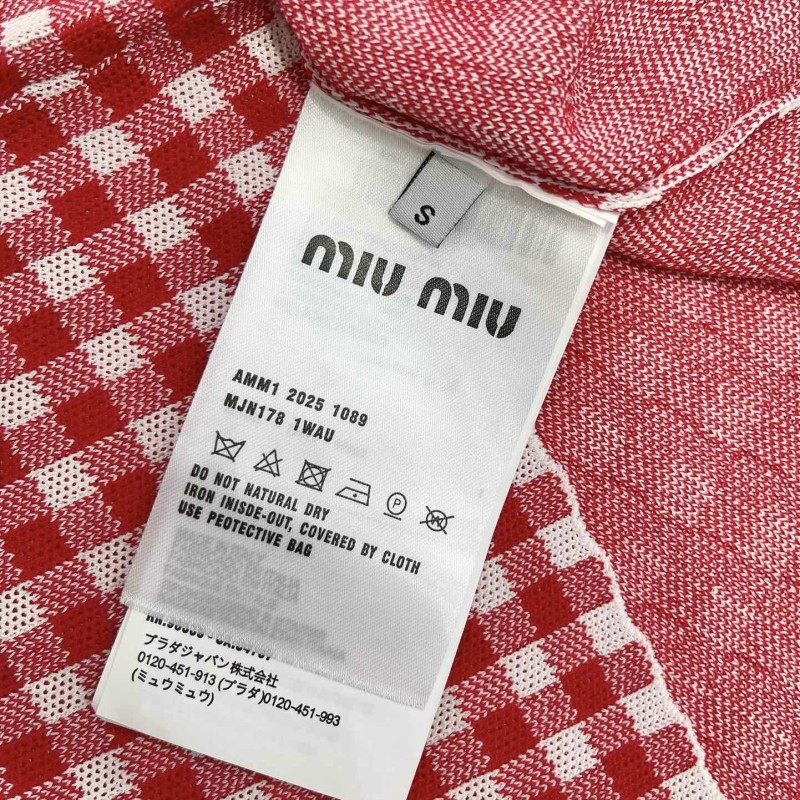 S
MIU MIU
AMM1 2025 1089
MJN178 1WAU
DO NOT NATURAL DRY
IRON INISDE-OUT, COVERED BY CLOTH
USE PEOTECTIVE BAG
プラダジャパン株式会社
0120-451-913 (プラダ)0120-451-993
(ミュウミュウ)